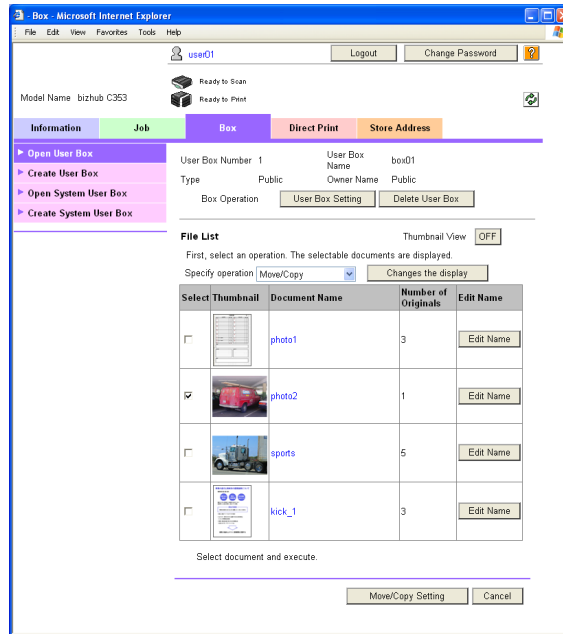 - Box - Microsoft Internet Explorer
File Edit View Favorites Tools Help
user01 Logout Change Password ?
Ready to Scan
Model Name bizhub C353 Ready to Print
Information Job Box Direct Print Store Address
Open User Box
Create User Box
Open System User Box
Create System User Box
User Box Number 1 User Box Name box01
Type Public Owner Name Public
Box Operation User Box Setting Delete User Box
File List Thumbnail View OFF
First, select an operation. The selectable documents are displayed.
Specify operation Move/Copy Changes the display
Select Thumbnail Document Name Number of Originals Edit Name
photo1 3 Edit Name
photo2 1 Edit Name
sports 5 Edit Name
kick_1 3 Edit Name
Select document and execute.
Move/Copy Setting Cancel